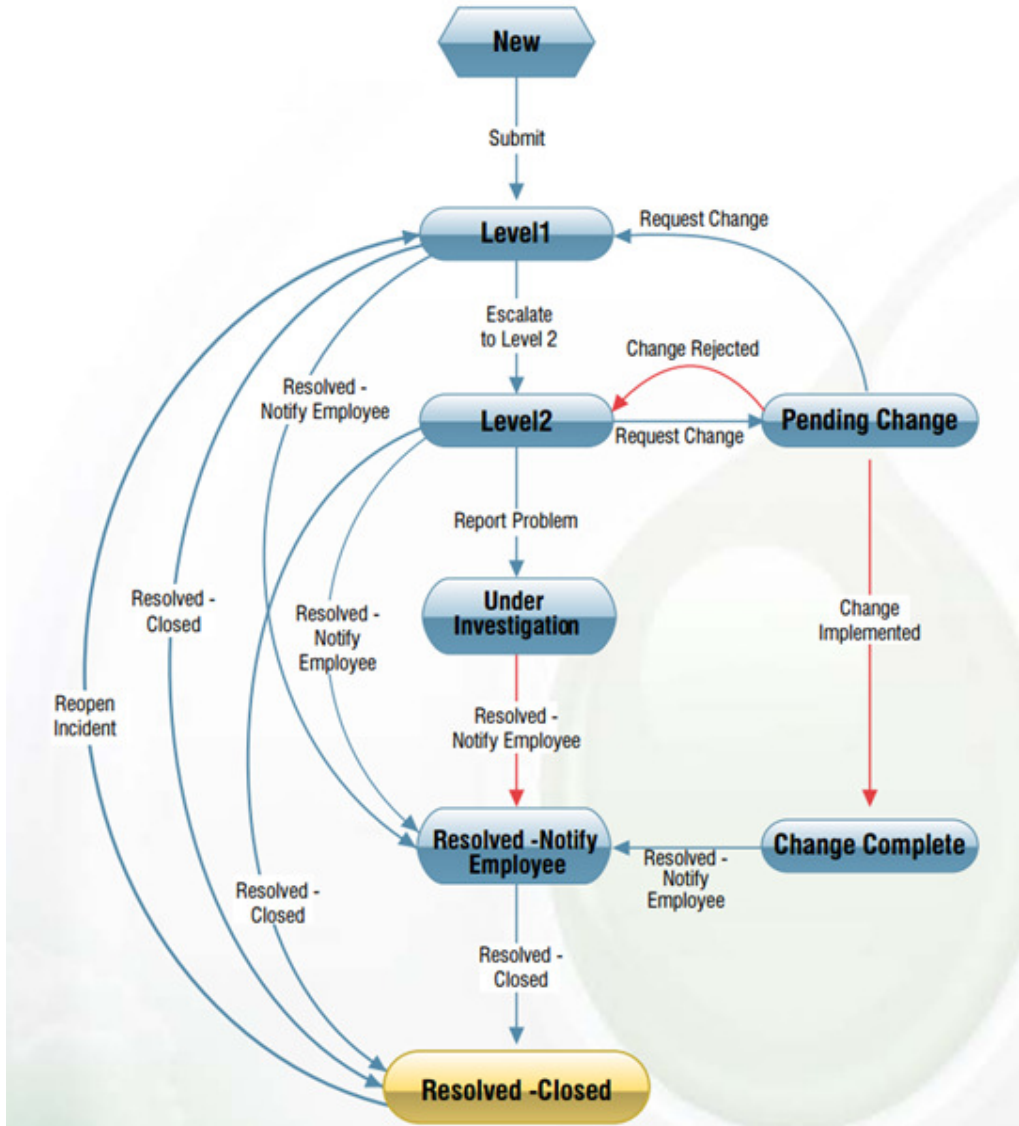 New
Submit
Level1
Request Change
Escalate
to Level 2
Change Rejected
Resolved -
Notify Employee
Level2
Request Change
Pending Change
Report Problem
Resolved -
Closed
Resolved -
Notify
Employee
Under
Investigation
Change
Implemented
Reopen
Incident
Resolved -
Notify Employee
Resolved -Notify
Employee
Resolved -
Notify
Employee
Change Complete
Resolved -
Closed
Resolved -
Closed
Resolved -Closed